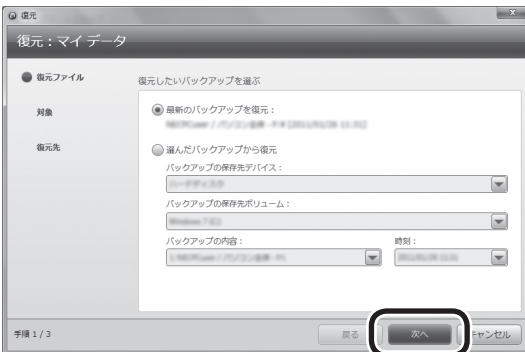 復元
復元：マイ データ
復元ファイル
対象
復元先
復元したいバックアップを選ぶ
最新のバックアップを復元：
選んだバックアップから復元
バックアップの保存先デバイス：
バックアップの保存先ボリューム：
バックアップの内容：
時刻：
手順 1 / 3
戻る
次へ
キャンセル